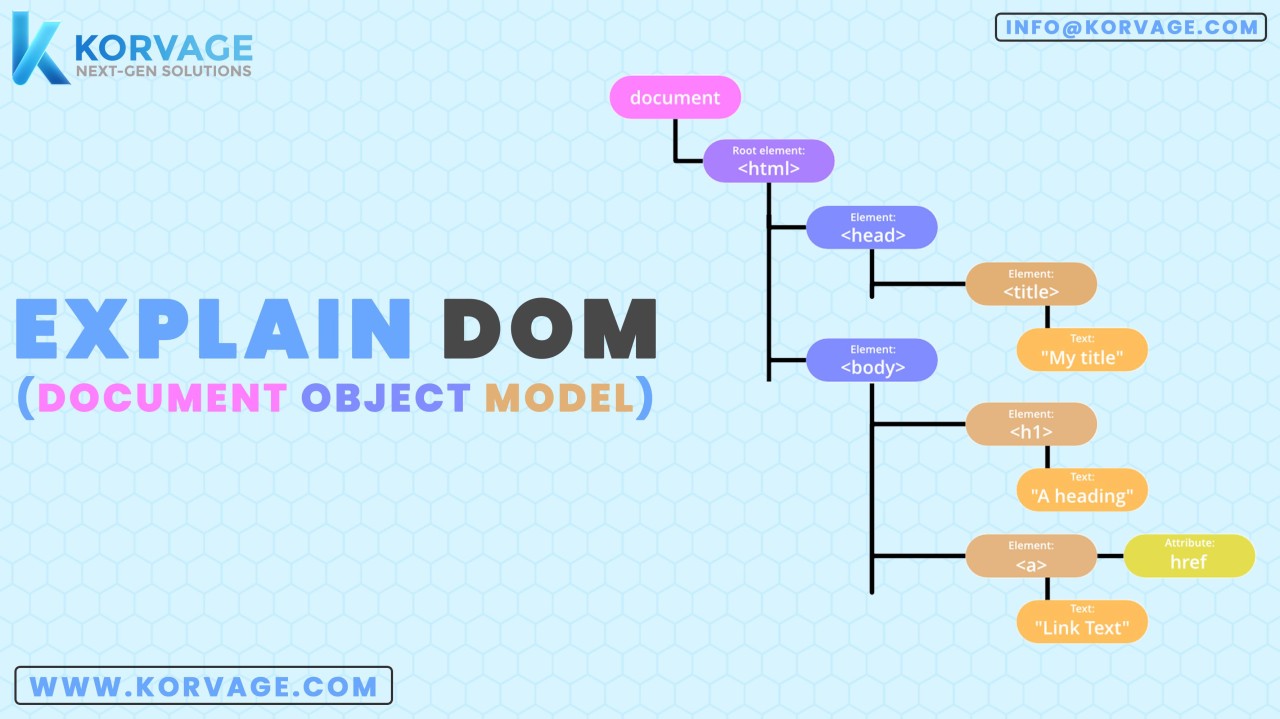 KORVAGE
NEXT-GEN SOLUTIONS
INFO@KORVAGE.COM
document
Root element:
<html>
Element:
<head>
Element:
<title>
Text:
"My title"
EXPLAIN DOM
(DOCUMENT OBJECT MODEL)
Element:
<body>
Element:
<h1>
Text:
"A heading"
Element:
<a>
Attribute:
href
Text:
"Link Text"
WWW.KORVAGE.COM